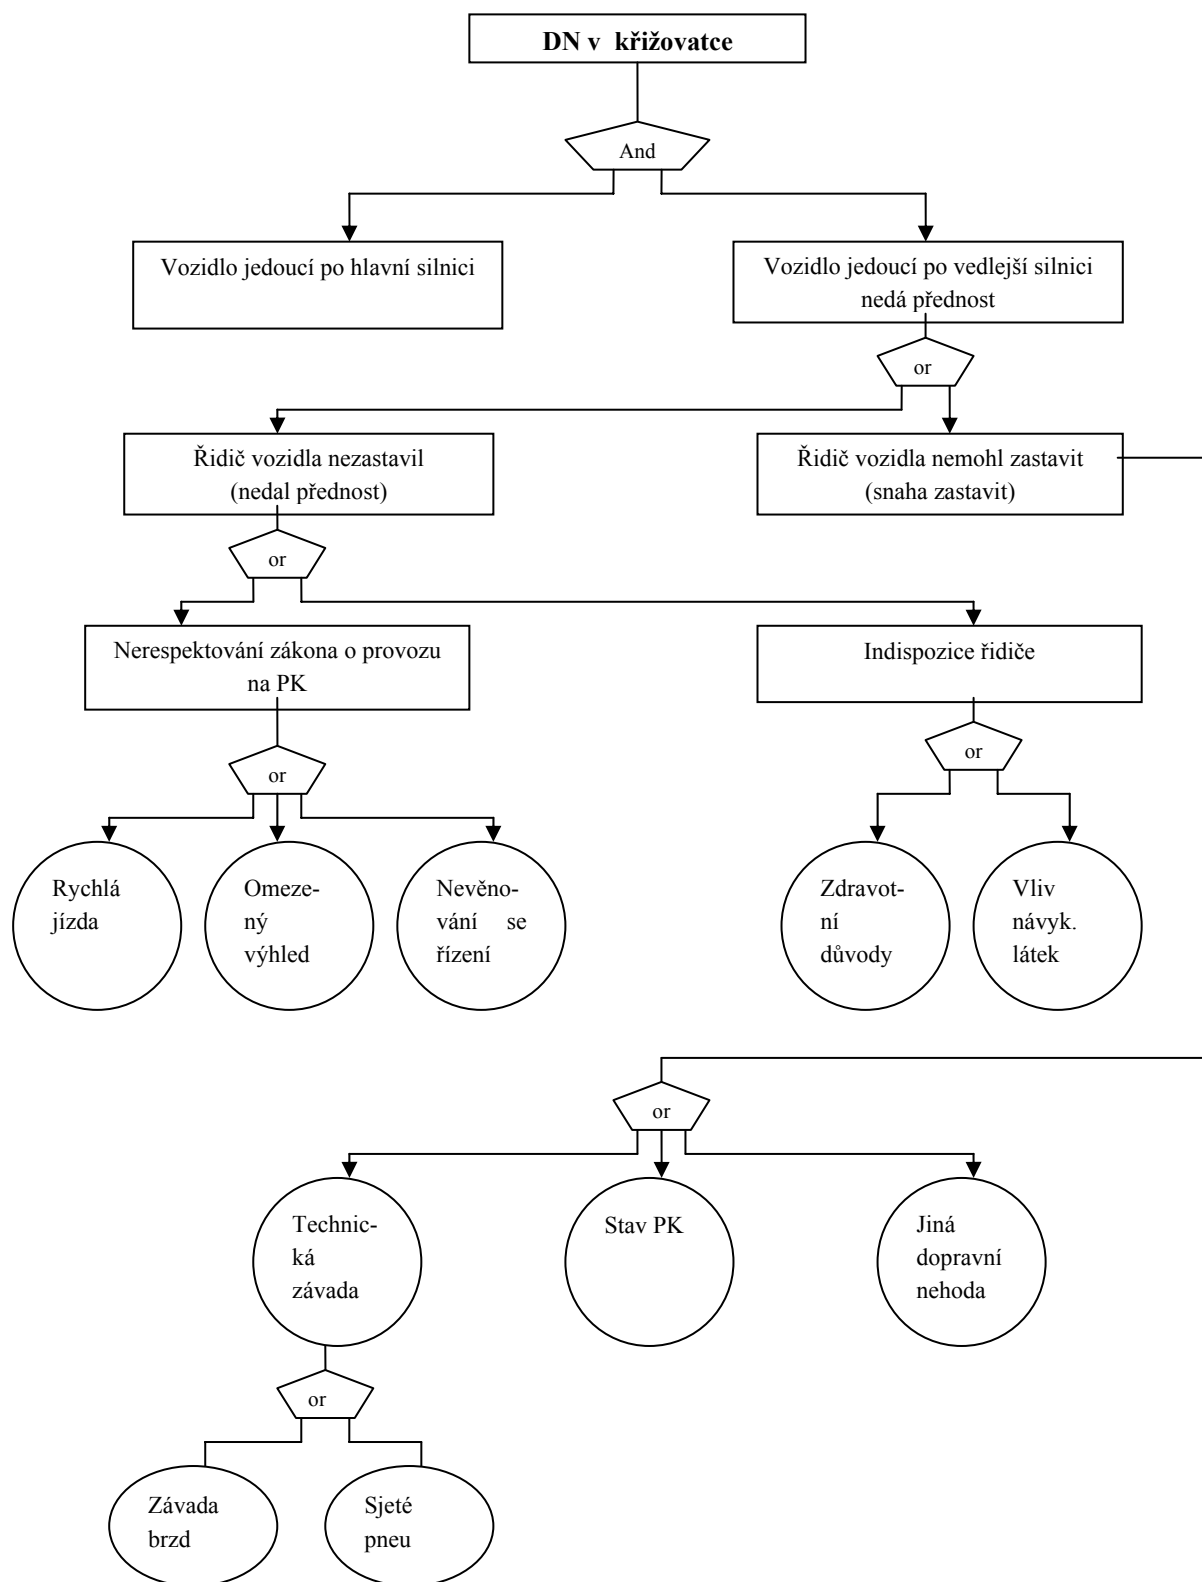 DN v křižovatce
And
Vozidlo jedoucí po hlavní silnici
Vozidlo jedoucí po vedlejší silnici
nedá přednost
or
Řidič vozidla nezastavil
(nedal přednost)
Řidič vozidla nemohl zastavit
(snaha zastavit)
or
Nerespektování zákona o provozu
na PK
Indispozice řidiče
or
or
Rychlá
jízda
Omeze-
ný
výhled
Nevěno-
vání se
řízení
Zdravot-
ní
důvody
Vliv
návyk.
látek
or
Technic-
ká
závada
Stav PK
Jiná
dopravní
nehoda
or
Závada
brzd
Sjeté
pneu